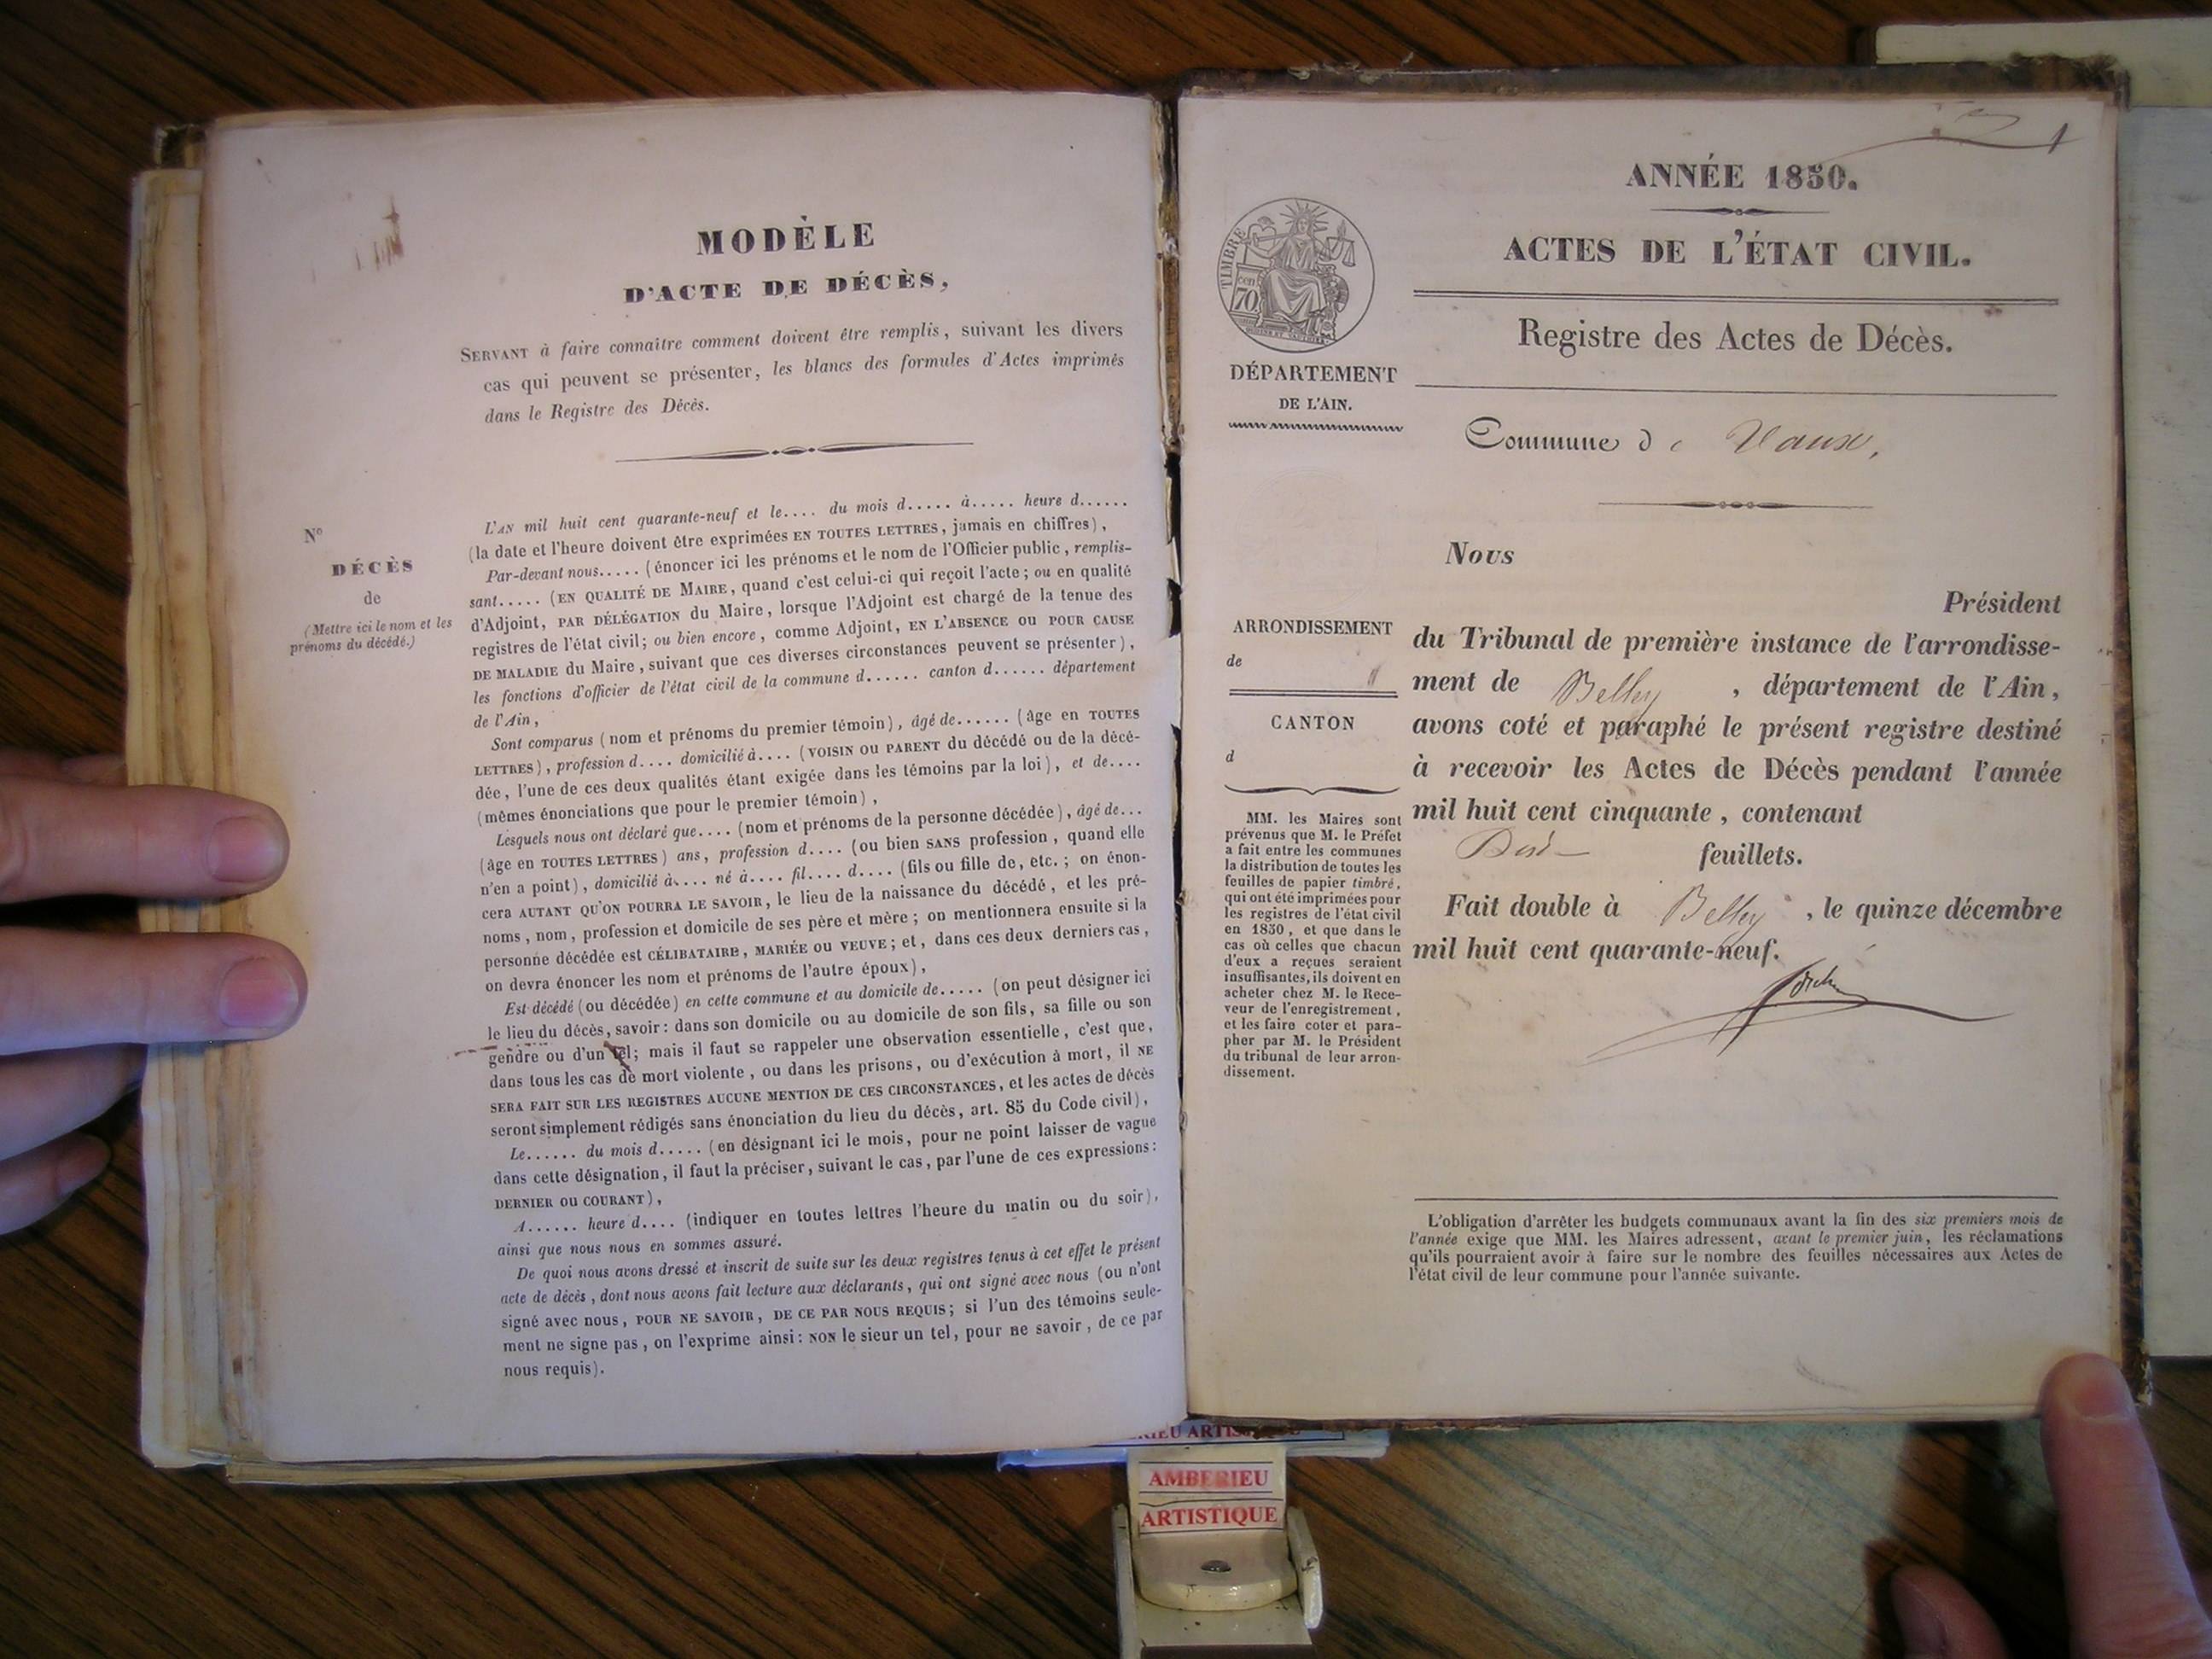 MODÈLE
D'ACTE DE DÉCÈS,
SERVANT à faire connaître comment doivent être remplis, suivant les divers
cas qui peuvent se présenter, les blancs des formules d'Actes imprimés
dans le Registre des Décès.
N°
DÉCÈS
de
(Mettre ici le nom et les
prénoms du décédé.)
L'AN mil huit cent quarante-neuf et le.... du mois d..... à..... heure d......
(la date et l'heure doivent être exprimées EN TOUTES LETTRES, jamais en chiffres),
Par-devant nous..... (énoncer ici les prénoms et le nom de l'Officier public, remplis-
sant..... (EN QUALITÉ DE MAIRE, quand c'est celui-ci qui reçoit l'acte; ou en qualité
d'Adjoint, PAR DÉLÉGATION du Maire, lorsque l'Adjoint est chargé de la tenue des
registres de l'état civil; ou bien encore, comme Adjoint, EN L'ABSENCE OU POUR CAUSE
DE MALADIE du Maire, suivant que ces diverses circonstances peuvent se présenter),
les fonctions d'officier de l'état civil de la commune d...... canton d...... département
de l'Ain,
Sont comparus (nom et prénoms du premier témoin), âgé de...... (âge en TOUTES
LETTRES), profession d.... domicilié à.... (VOISIN OU PARENT du décédé ou de la décé-
dée, l'une de ces deux qualités étant exigée dans les témoins par la loi), et de....
(mêmes énonciations que pour le premier témoin),
Lesquels nous ont déclaré que.... (nom et prénoms de la personne décédée), âgé de...
(âge en TOUTES LETTRES) ans, profession d.... (ou bien SANS profession, quand elle
n'en a point), domicilié à.... né à.... fil.... d.... (fils ou fille de, etc.; on énon-
cera AUTANT QU'ON POURRA LE SAVOIR, le lieu de la naissance du décédé, et les pré-
noms, nom, profession et domicile de ses père et mère; on mentionnera ensuite si la
personne décédée est CÉLIBATAIRE, MARIÉE OU VEUVE; et, dans ces deux derniers cas,
on devra énoncer les nom et prénoms de l'autre époux),
Est décédé (ou décédée) en cette commune et au domicile de..... (on peut désigner ici
le lieu du décès, savoir: dans son domicile ou au domicile de son fils, sa fille ou son
gendre ou d'un tel; mais il faut se rappeler une observation essentielle, c'est que,
dans tous les cas de mort violente, ou dans les prisons, ou d'exécution à mort, il NE
SERA FAIT SUR LES REGISTRES AUCUNE MENTION DE CES CIRCONSTANCES, et les actes de décès
seront simplement rédigés sans énonciation du lieu du décès, art. 85 du Code civil),
Le...... du mois d..... (en désignant ici le mois, pour ne point laisser de vague
dans cette désignation, il faut la préciser, suivant le cas, par l'une de ces expressions:
DERNIER OU COURANT),
A...... heure d.... (indiquer en toutes lettres l'heure du matin ou du soir),
ainsi que nous nous en sommes assuré.
De quoi nous avons dressé et inscrit de suite sur les deux registres tenus à cet effet le présent
acte de décès, dont nous avons fait lecture aux déclarants, qui ont signé avec nous (ou n'ont
signé avec nous, POUR NE SAVOIR, DE CE PAR NOUS REQUIS; si l'un des témoins seule-
ment ne signe pas, on l'exprime ainsi: NON le sieur un tel, pour ne savoir, de ce par
nous requis).
1
ANNÉE 1850.
ACTES DE L'ÉTAT CIVIL.
Registre des Actes de Décès.
TIMBRE
cen
70
DÉPARTEMENT
DE L'AIN.
Commune de Vaux,
Nous
Président
du Tribunal de première instance de l'arrondisse-
ment de Belley, département de l'Ain,
avons coté et paraphé le présent registre destiné
à recevoir les Actes de Décès pendant l'année
mil huit cent cinquante, contenant
feuillets.
Fait double à Belley, le quinze décembre
mil huit cent quarante-neuf.
ARRONDISSEMENT
de
CANTON
d
MM. les Maires sont
prévenus que M. le Préfet
a fait entre les communes
la distribution de toutes les
feuilles de papier timbré,
qui ont été imprimées pour
les registres de l'état civil
en 1850, et que dans le
cas où celles que chacun
d'eux a reçues seraient
insuffisantes, ils doivent en
acheter chez M. le Rece-
veur de l'enregistrement,
et les faire coter et para-
pher par M. le Président
du tribunal de leur arron-
dissement.
L'obligation d'arrêter les budgets communaux avant la fin des six premiers mois de
l'année exige que MM. les Maires adressent, avant le premier juin, les réclamations
qu'ils pourraient avoir à faire sur le nombre des feuilles nécessaires aux Actes de
l'état civil de leur commune pour l'année suivante.
AMBERIEU
ARTISTIQUE